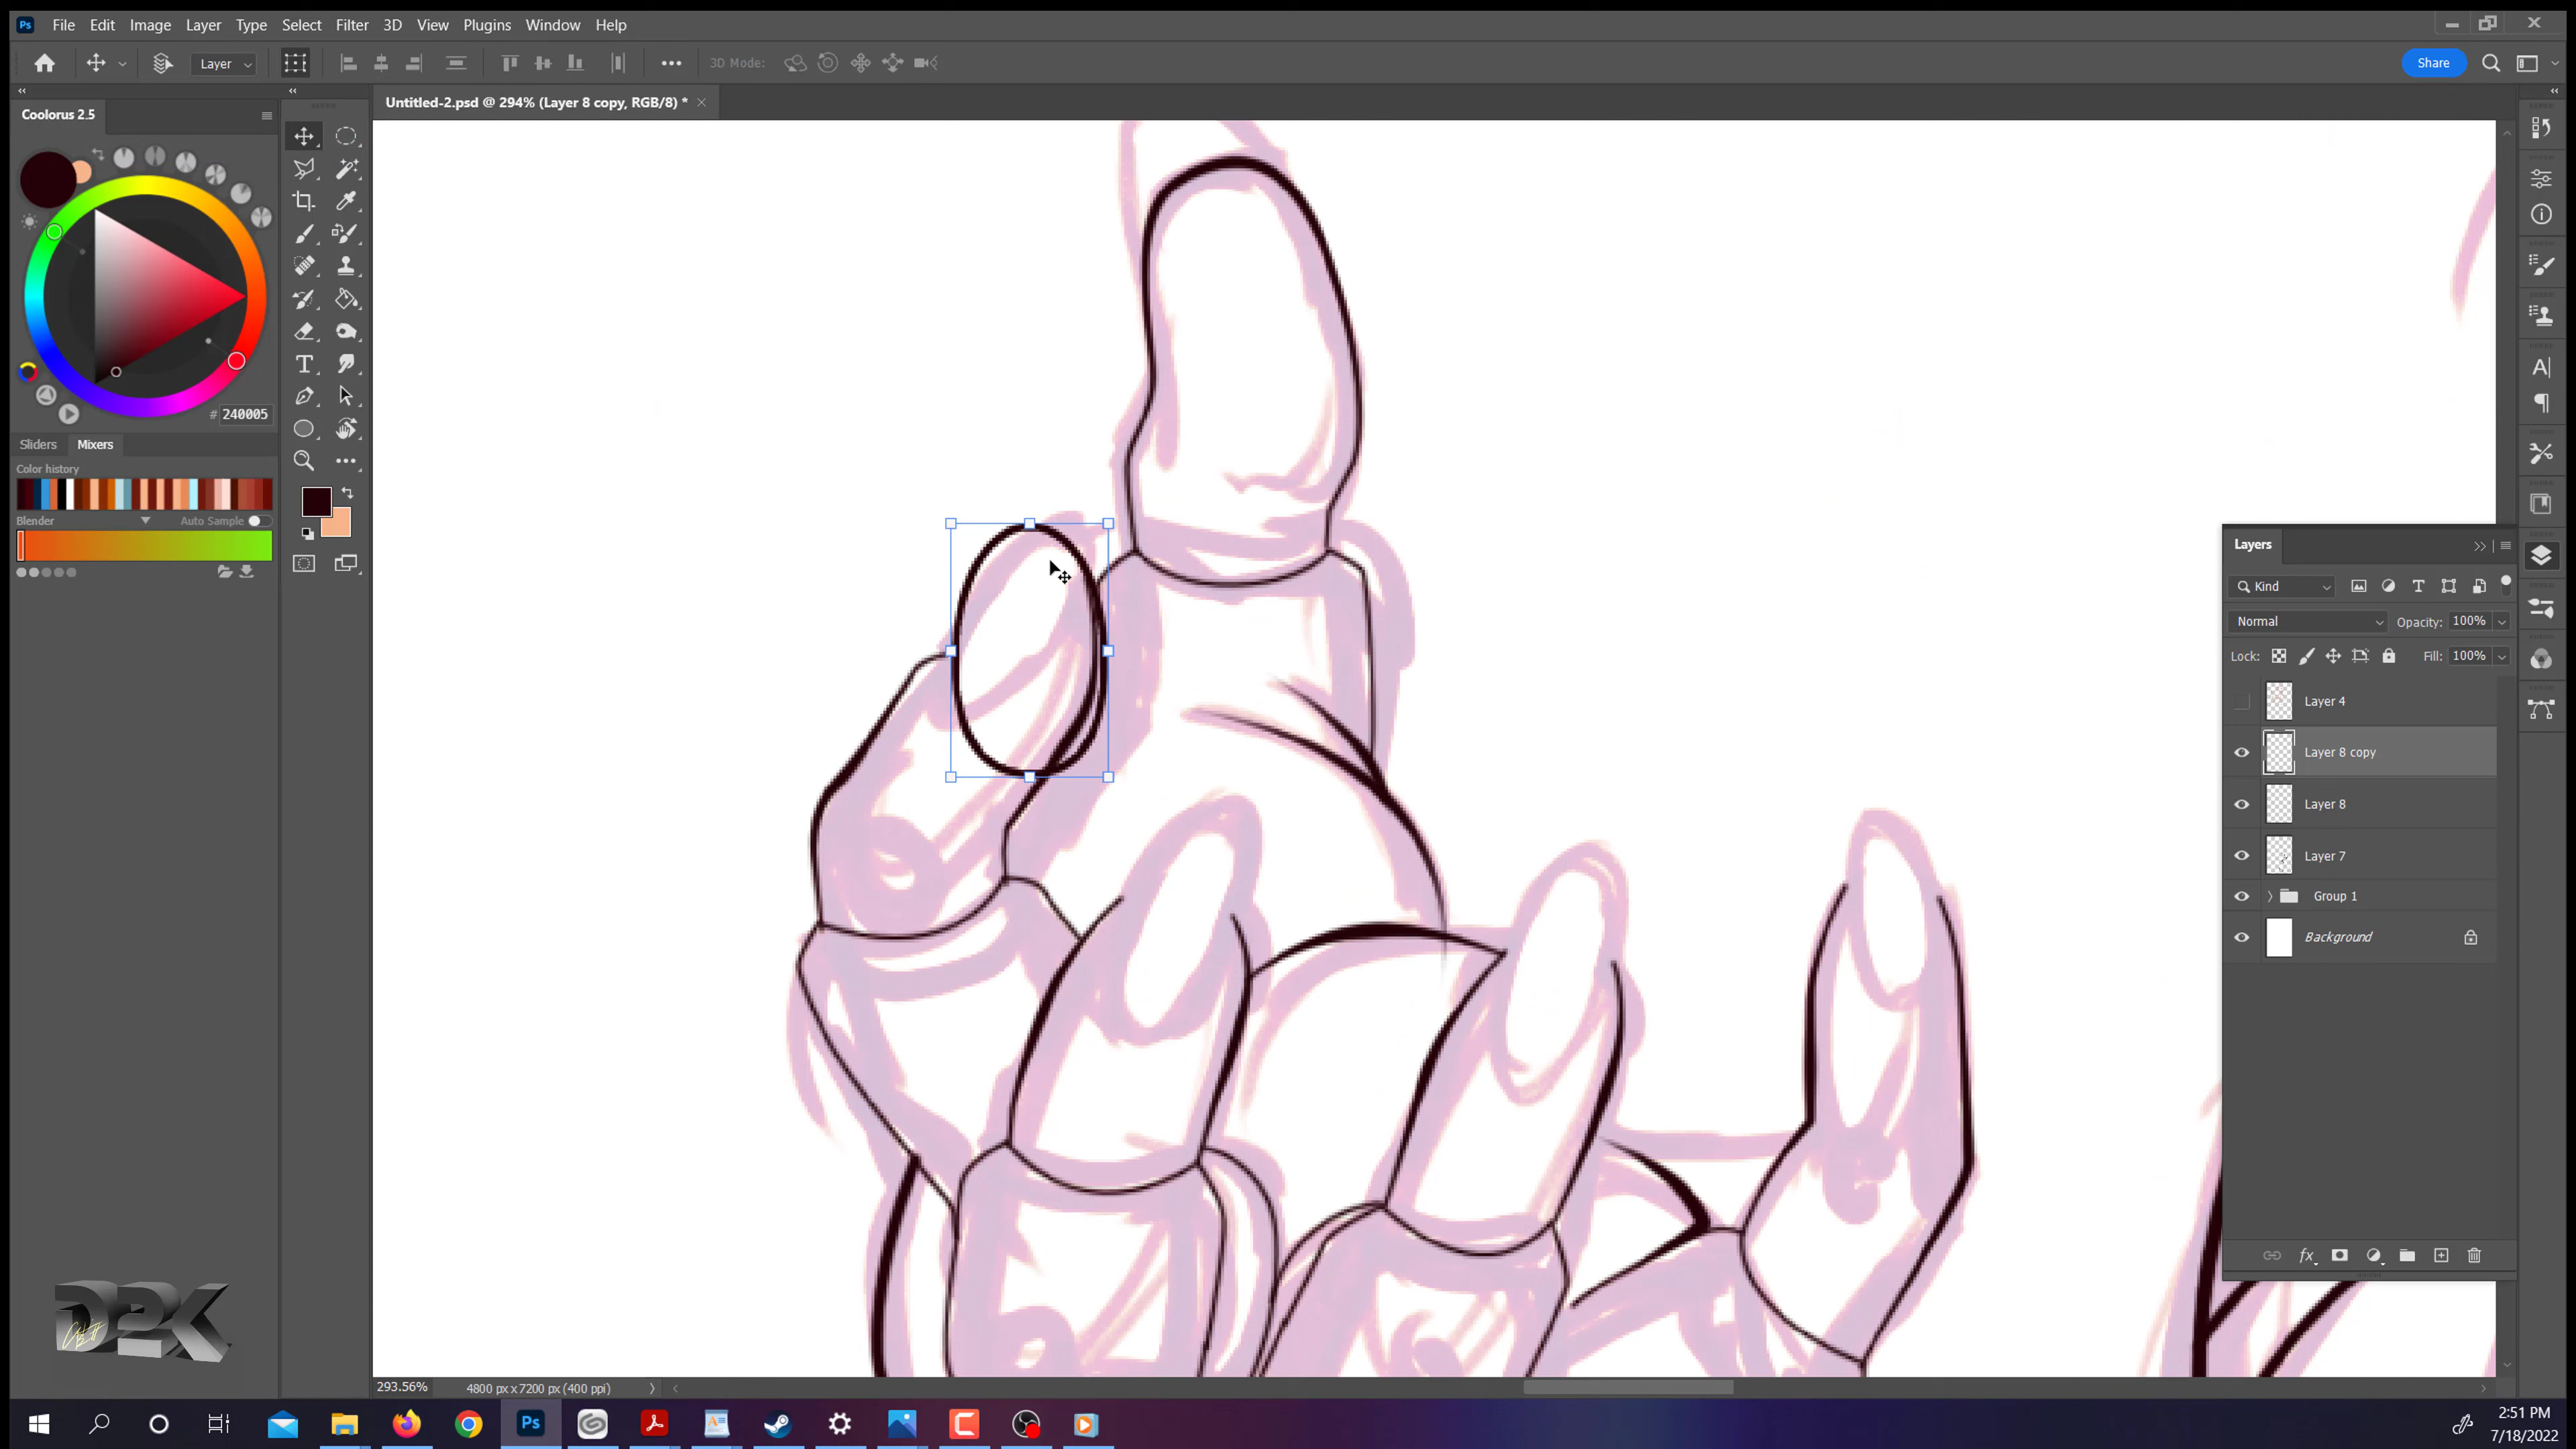 Ps File Edit Image Layer Type Select Filter 3D View Plugins Window Help
Layer 3D Mode: Share
Coolorus 2.5
Untitled-2.psd @ 294% (Layer 8 copy, RGB/8) *
# 240005
Sliders Mixers
Color history
Blender Auto Sample
Layers
Kind
Normal Opacity: 100%
Lock: Fill: 100%
Layer 4
Layer 8 copy
Layer 8
Layer 7
Group 1
Background
D2K
293.56% 4800 px x 7200 px (400 ppi)
2:51 PM
7/18/2022